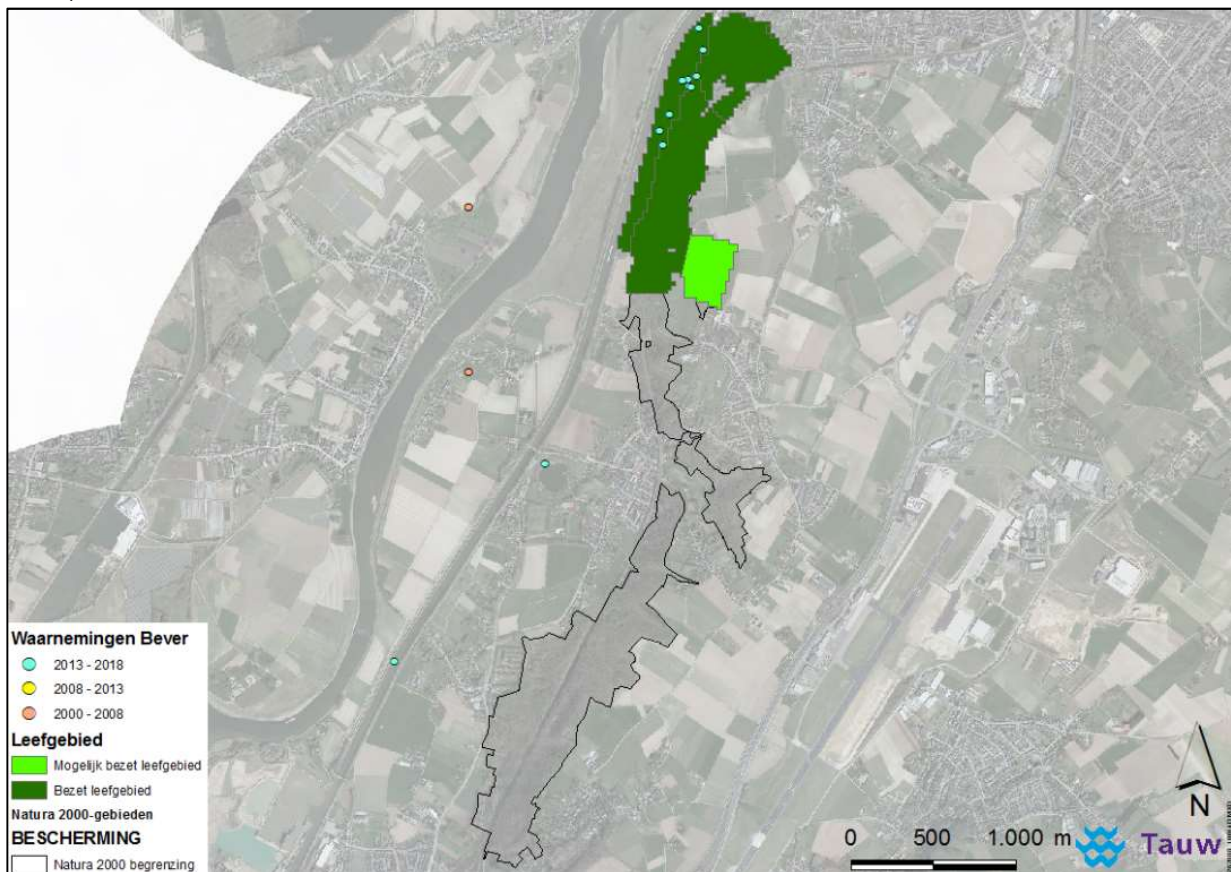 Waarnemingen Bever
2013 - 2018
2008 - 2013
2000 - 2008
Leefgebied
Mogelijk bezet leefgebied
Bezet leefgebied
Natura 2000-gebieden
BESCHERMING
Natura 2000 begrenzing
N
0 500 1.000 m
Tauw